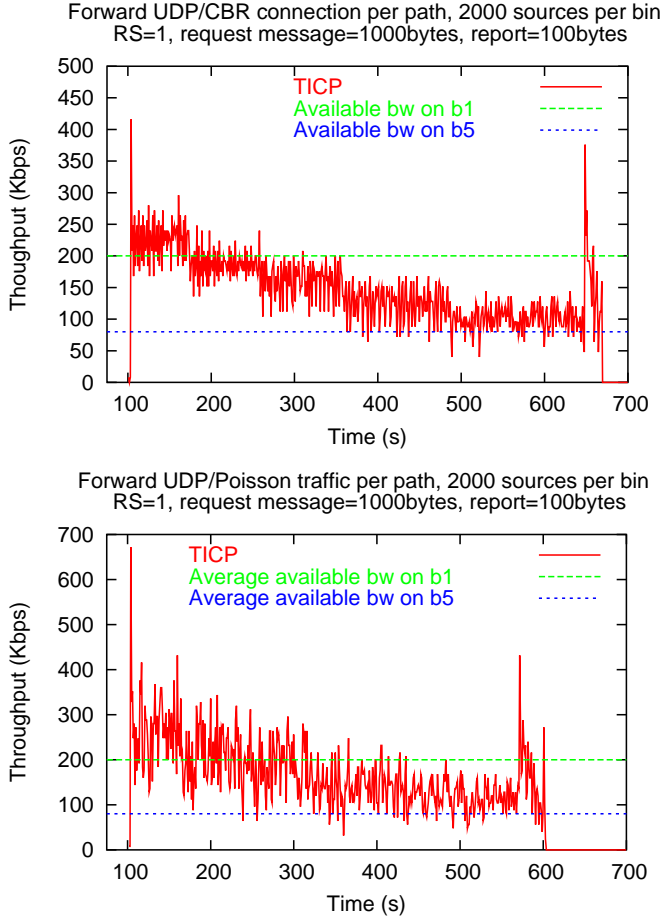 Forward UDP/CBR connection per path, 2000 sources per bin
RS=1, request message=1000bytes, report=100bytes
500
450
400
350
300
250
200
150
100
50
0
Thoughput (Kbps)
TICP
Available bw on b1
Available bw on b5
100 200 300 400 500 600 700
Time (s)
Forward UDP/Poisson traffic per path, 2000 sources per bin
RS=1, request message=1000bytes, report=100bytes
700
600
500
400
300
200
100
0
Throughput (Kbps)
TICP
Average available bw on b1
Average available bw on b5
100 200 300 400 500 600 700
Time (s)